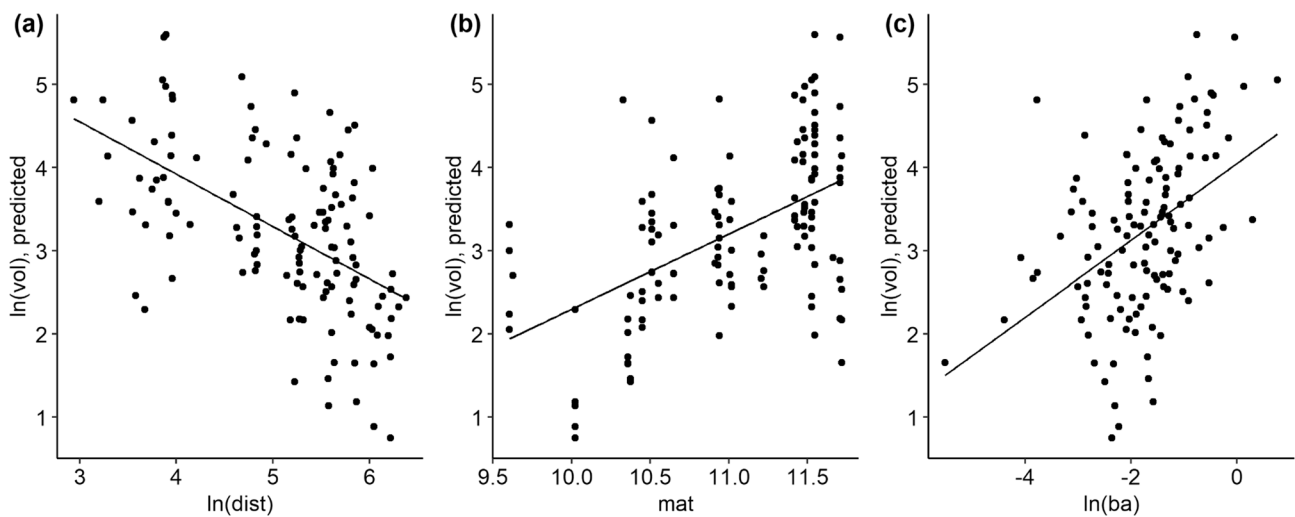 (a)
ln(vol), predicted
5
4
3
2
1
3 4 5 6
ln(dist)
(b)
ln(vol), predicted
5
4
3
2
1
9.5 10.0 10.5 11.0 11.5
mat
(c)
ln(vol), predicted
5
4
3
2
1
-4 -2 0
ln(ba)